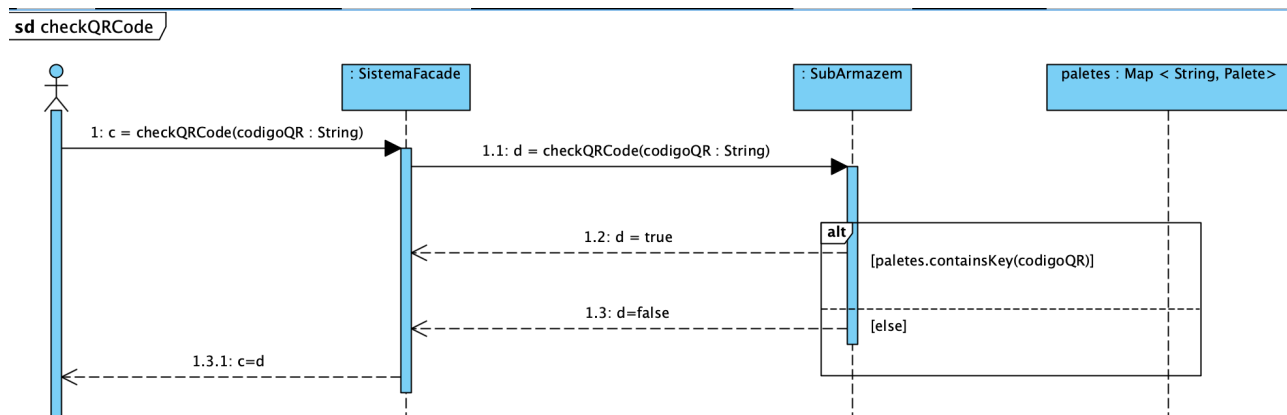 sd checkQRCode
: SistemaFacade
: SubArmazem
paletes : Map < String, Palete>
1: c = checkQRCode(codigoQR : String)
1.1: d = checkQRCode(codigoQR : String)
alt
1.2: d = true
[paletes.containsKey(codigoQR)]
1.3: d=false
[else]
1.3.1: c=d